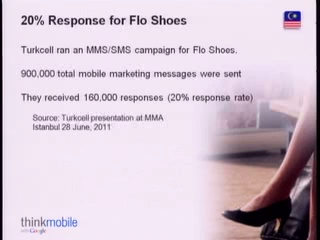 20% Response for Flo Shoes
Turkcell ran an MMS/SMS campaign for Flo Shoes.
900,000 total mobile marketing messages were sent
They received 160,000 responses (20% response rate)
Source: Turkcell presentation at MMA
Istanbul 28 June, 2011
thinkmobile
with Google